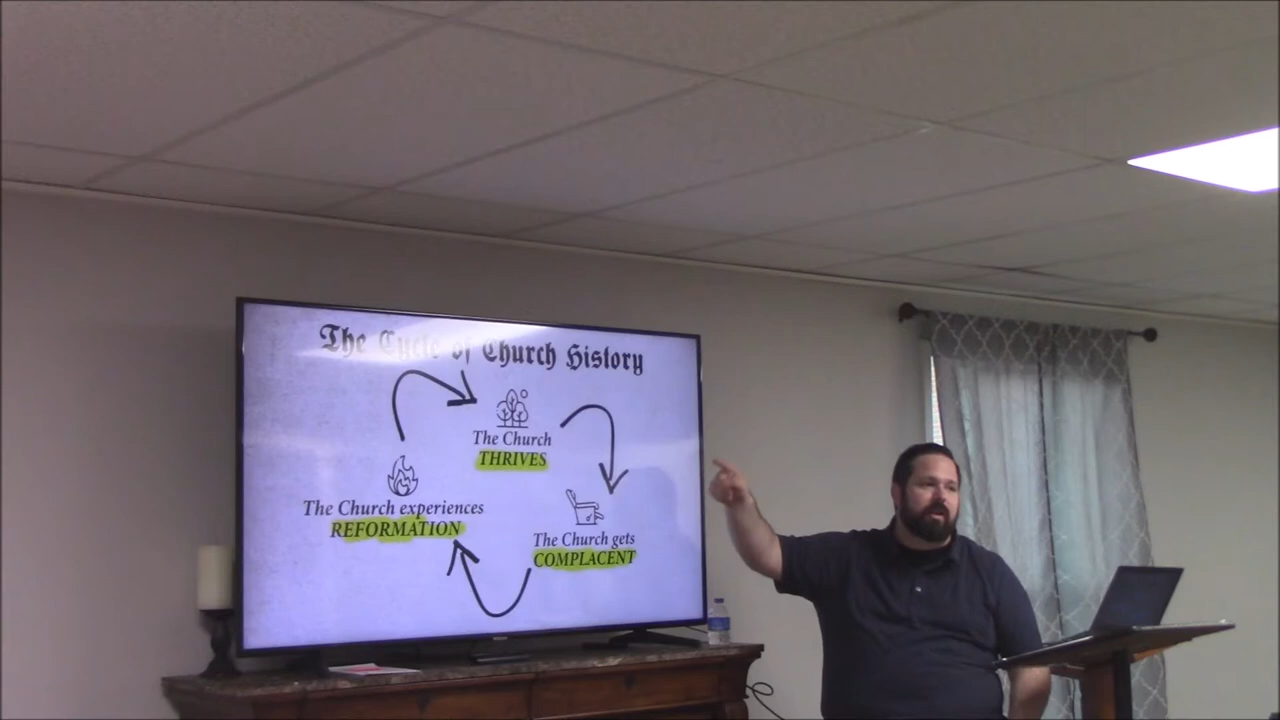 The Cycle of Church History
The Church
THRIVES
The Church experiences
REFORMATION
The Church gets
COMPLACENT